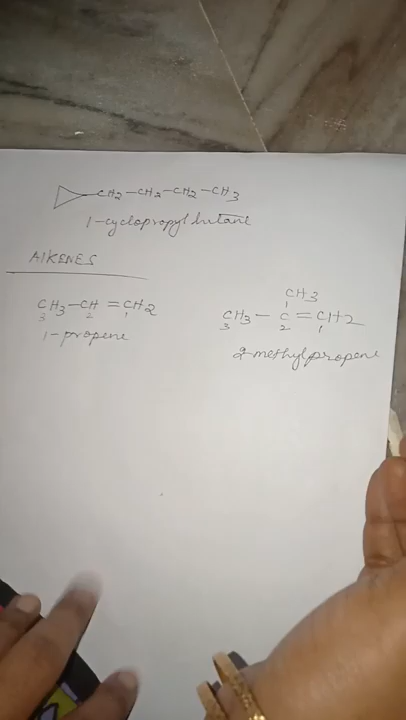 CH2-CH2-CH2-CH3
1-cyclopropyl butane
AlKENES
CH3-CH=CH2
3 2 1
1-propene
CH3
CH3-C=CH2
3 2 1
2-methylpropene